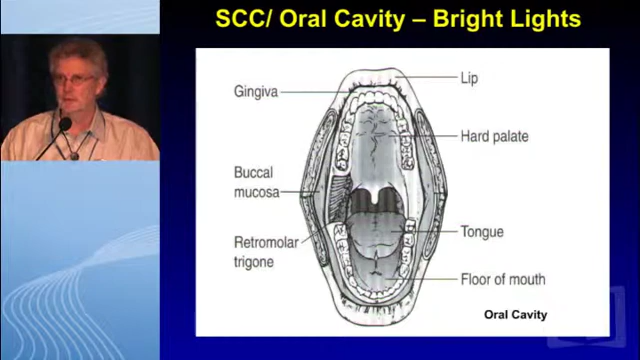 SCC/ Oral Cavity – Bright Lights
Lip
Gingiva
Hard palate
Buccal
mucosa
Tongue
Retromolar
trigone
Floor of mouth
Oral Cavity